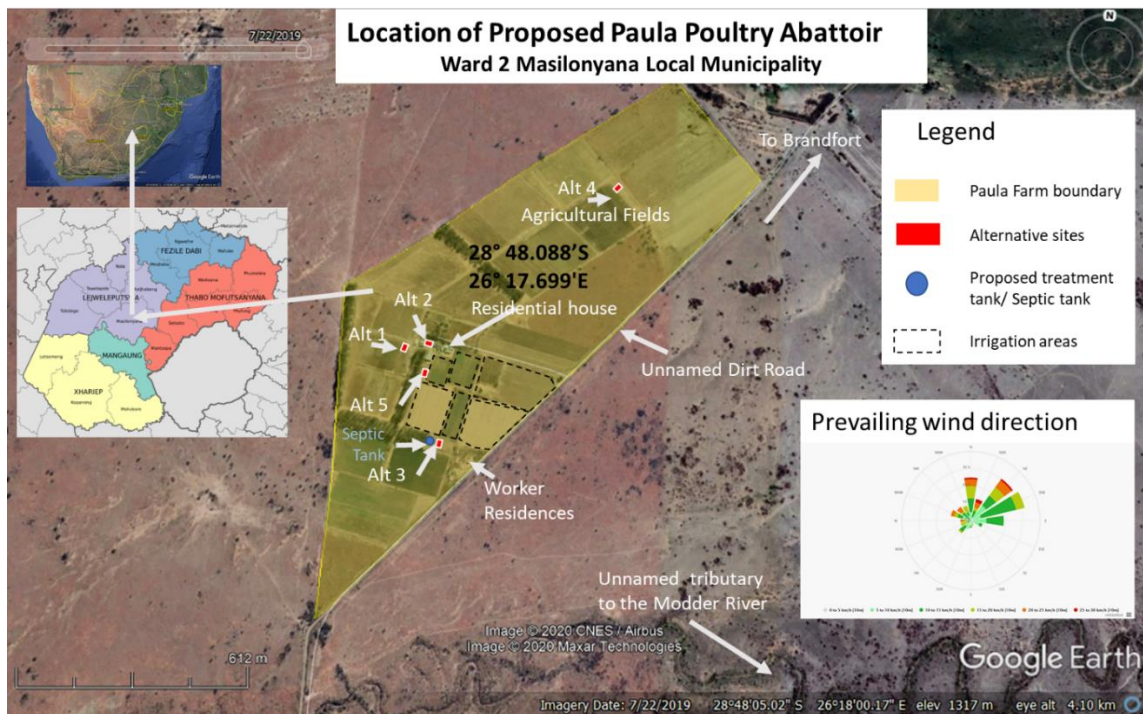 Location of Proposed Paula Poultry Abattoir
Ward 2 Masilonyana Local Municipality
7/22/2019
N
Google Earth
FEZILE DABI
LEJWELEPUTSWA
THABO MOFUTSANYANA
MANGAUNG
XHARIEP
To Brandfort
Alt 4
Agricultural Fields
28° 48.088'S
26° 17.699'E
Residential house
Alt 2
Alt 1
Unnamed Dirt Road
Alt 5
Septic
Tank
Alt 3
Worker
Residences
Unnamed tributary
to the Modder River
Legend
Paula Farm boundary
Alternative sites
Proposed treatment
tank/ Septic tank
Irrigation areas
Prevailing wind direction
Image © 2020 CNES / Airbus
Image © 2020 Maxar Technologies
612 m
Google Earth
Imagery Date: 7/22/2019 28°48'05.02" S 26°18'00.17" E elev 1317 m eye alt 4.10 km